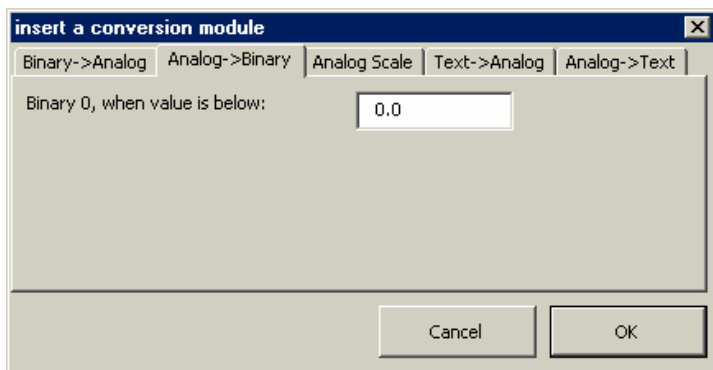 insert a conversion module
Binary->Analog Analog->Binary Analog Scale Text->Analog Analog->Text
Binary 0, when value is below: 0.0
Cancel OK